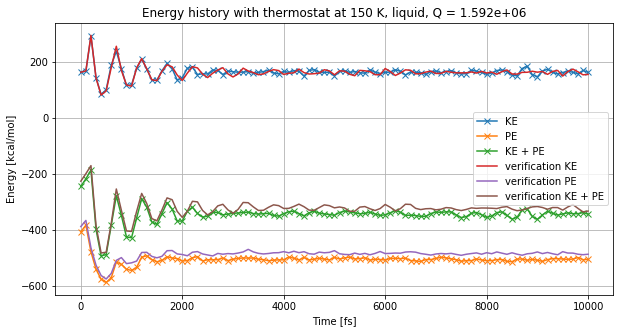 Energy history with thermostat at 150 K, liquid, Q = 1.592e+06
Energy [kcal/mol]
200
0
−200
−400
−600
KE
PE
KE + PE
verification KE
verification PE
verification KE + PE
0
2000
4000
6000
8000
10000
Time [fs]